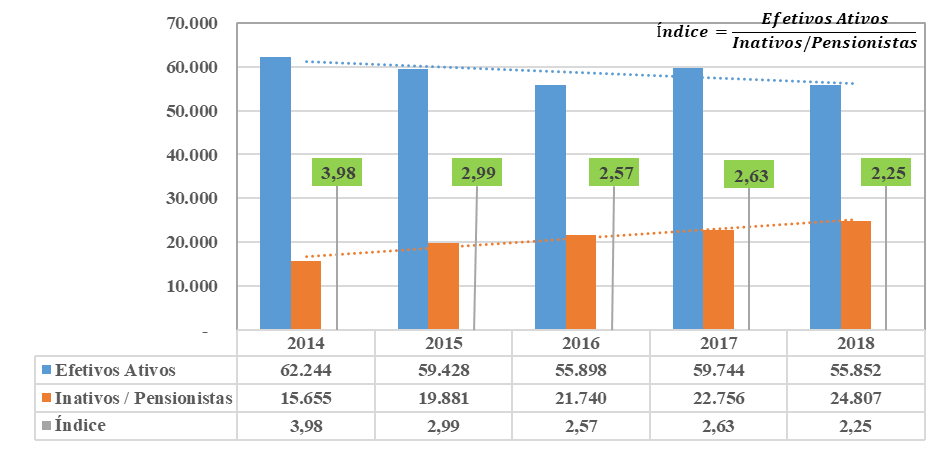 70.000
60.000
50.000
40.000
30.000
20.000
10.000
-
Índice = Efetivos Ativos / Inativos/Pensionistas
3,98 2,99 2,57 2,63 2,25
2014 2015 2016 2017 2018
Efetivos Ativos 62.244 59.428 55.898 59.744 55.852
Inativos / Pensionistas 15.655 19.881 21.740 22.756 24.807
Índice 3,98 2,99 2,57 2,63 2,25